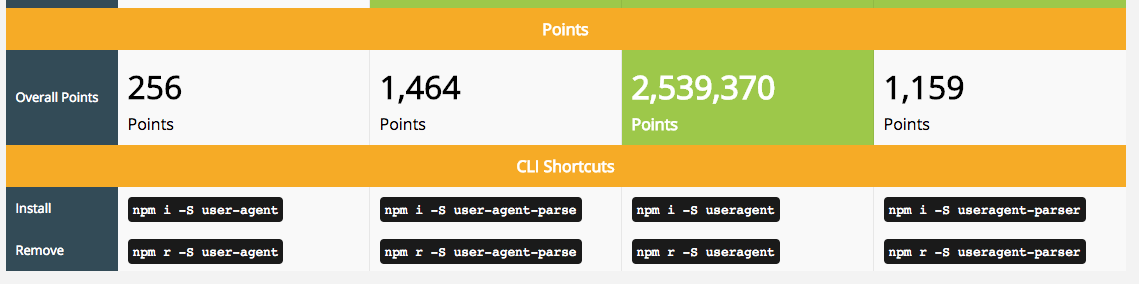 Points
Overall Points
256
Points
1,464
Points
2,539,370
Points
1,159
Points
CLI Shortcuts
Install
npm i -S user-agent
npm i -S user-agent-parse
npm i -S useragent
npm i -S useragent-parser
Remove
npm r -S user-agent
npm r -S user-agent-parse
npm r -S useragent
npm r -S useragent-parser